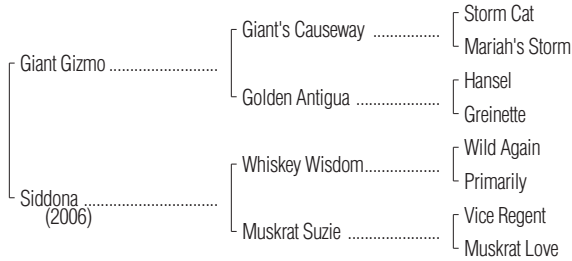 Storm Cat
Giant's Causeway ..................
Mariah's Storm
Giant Gizmo .............................
Hansel
Golden Antigua ......................
Greinette
Wild Again
Whiskey Wisdom....................
Primarily
Siddona ....................................
(2006)
Vice Regent
Muskrat Suzie ........................
Muskrat Love